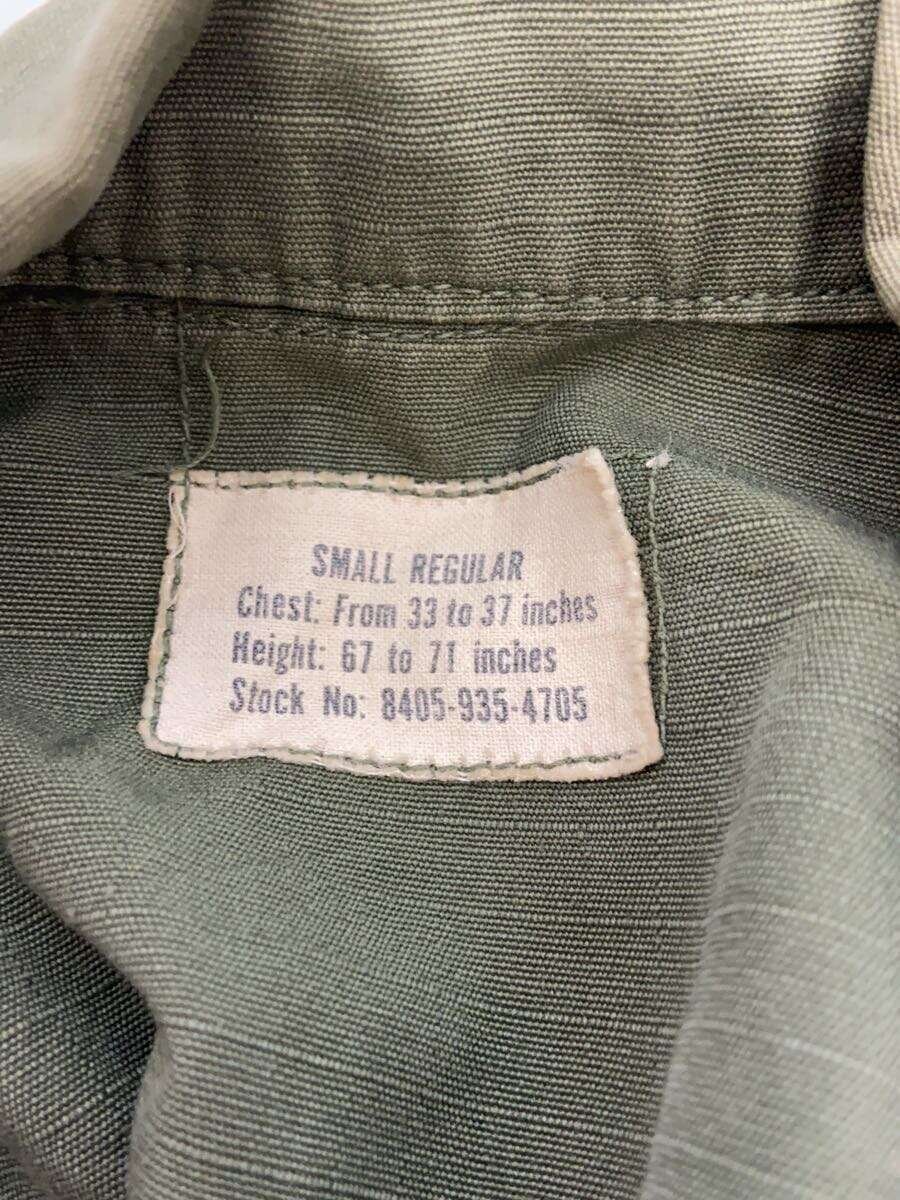 SMALL REGULAR
Chest: From 33 to 37 inches
Height: 67 to 71 inches
Stock No: 8405-935-4705